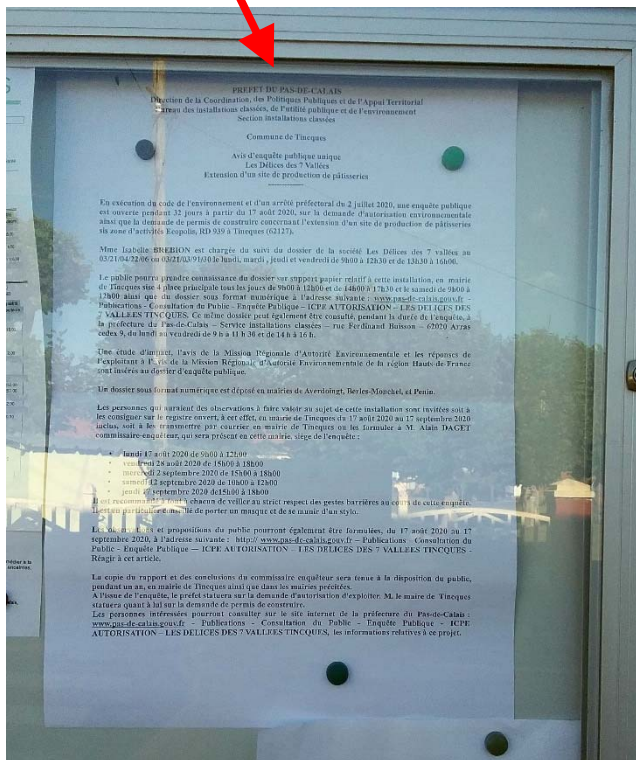 PREFET DU PAS-DE-CALAIS
Direction de la Coordination, des Politiques Publiques et de l'Appui Territorial
Bureau des installations classées, de l'utilité publique et de l'environnement
Section installations classées
Commune de Tincques
Avis d'enquête publique unique
Les Délices des 7 Vallées
Extension d'un site de production de pâtisseries
En exécution du code de l'environnement et d'un arrêté préfectoral du 2 juillet 2020, une enquête publique
est ouverte pendant 32 jours à partir du 17 août 2020, sur la demande d'autorisation environnementale
ainsi que la demande de permis de construire concernant l'extension d'un site de production de pâtisseries
sis zone d'activités Ecopolis, RD 939 à Tincques (62127).
Mme Isabelle BREBION est chargée du suivi du dossier de la société Les Délices des 7 vallées au
03/21/04/22/06 ou 03/21/03/91/30 le lundi, mardi, jeudi et vendredi de 9h00 à 12h30 et de 13h30 à 16h00.
Le public pourra prendre connaissance du dossier sur support papier relatif à cette installation, en mairie
de Tincques sise 4 place principale tous les jours de 9h00 à 12h00 et de 14h00 à 17h30 et le samedi de 9h00 à
12h00 ainsi que du dossier sous format numérique à l'adresse suivante : www.pas-de-calais.gouv.fr -
Publications - Consultation du Public - Enquête Publique - ICPE AUTORISATION – LES DELICES DES
7 VALLEES TINCQUES. Ce même dossier peut également être consulté, pendant la durée de l'enquête, à
la préfecture du Pas-de-Calais – Service installations classées – rue Ferdinand Buisson – 62020 Arras
cedex 9, du lundi au vendredi de 9 h à 11 h 30 et de 14 h à 16 h.
Une étude d'impact, l'avis de la Mission Régionale d'Autorité Environnementale et les réponses de
l'exploitant à l'avis de la Mission Régionale d'Autorité Environnementale de la région Hauts-de-France
sont insérés au dossier d'enquête publique.
Un dossier sous format numérique est déposé en mairies de Averdoingt, Berles-Monchel, et Penin.
Les personnes qui auraient des observations à faire valoir au sujet de cette installation sont invitées soit à
les consigner sur le registre ouvert, à cet effet, en mairie de Tincques du 17 août 2020 au 17 septembre 2020
inclus, soit à les transmettre par courrier en mairie de Tincques ou les formuler à M. Alain DAGET
commissaire-enquêteur, qui sera présent en cette mairie, siège de l'enquête :
• lundi 17 août 2020 de 9h00 à 12h00
• vendredi 28 août 2020 de 15h00 à 18h00
• mercredi 2 septembre 2020 de 15h00 à 18h00
• samedi 12 septembre 2020 de 10h00 à 12h00
• jeudi 17 septembre 2020 de15h00 à 18h00
Il est recommandé à tout à chacun de veiller au strict respect des gestes barrières au cours de cette enquête.
Il est en particulier conseillé de porter un masque et de se munir d'un stylo.
Les observations et propositions du public pourront également être formulées, du 17 août 2020 au 17
septembre 2020, à l'adresse suivante : http:// www.pas-de-calais.gouv.fr – Publications - Consultation du
Public - Enquête Publique — ICPE AUTORISATION - LES DELICES DES 7 VALLEES TINCQUES -
Réagir à cet article.
La copie du rapport et des conclusions du commissaire enquêteur sera tenue à la disposition du public,
pendant un an, en mairie de Tincques ainsi que dans les mairies précitées.
A l'issue de l'enquête, le préfet statuera sur la demande d'autorisation d'exploiter. M. le maire de Tincques
statuera quant à lui sur la demande de permis de construire.
Les personnes intéressées pourront consulter sur le site internet de la préfecture du Pas-de-Calais :
www.pas-de-calais.gouv.fr - Publications - Consultation du Public - Enquête Publique - ICPE
AUTORISATION – LES DELICES DES 7 VALLEES TINCQUES, les informations relatives à ce projet.